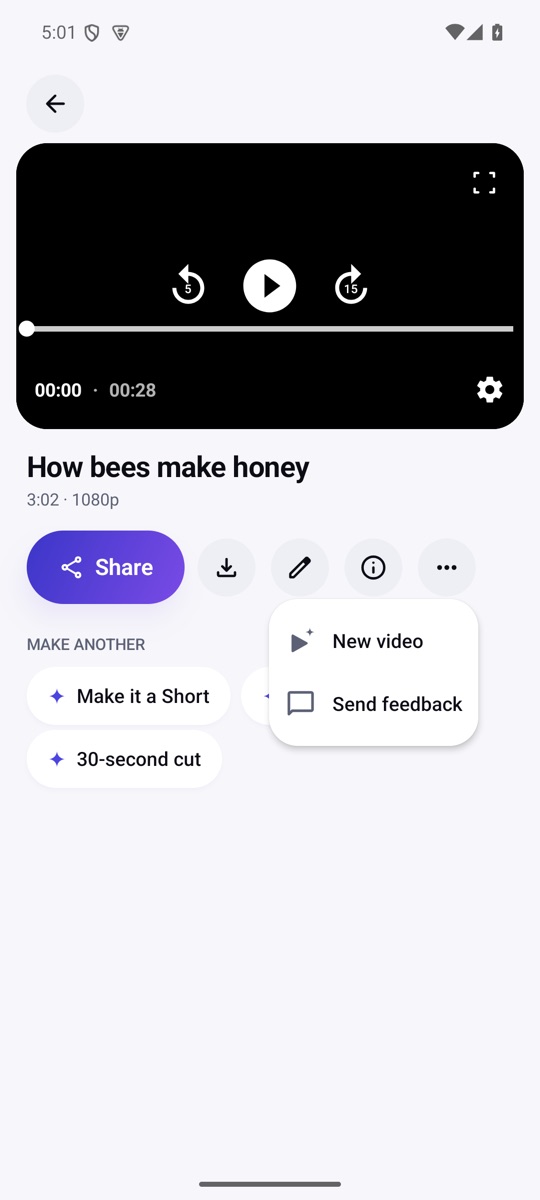 5:01
5
15
00:00 · 00:28
How bees make honey
3:02 · 1080p
Share
MAKE ANOTHER
New video
Send feedback
Make it a Short
30-second cut